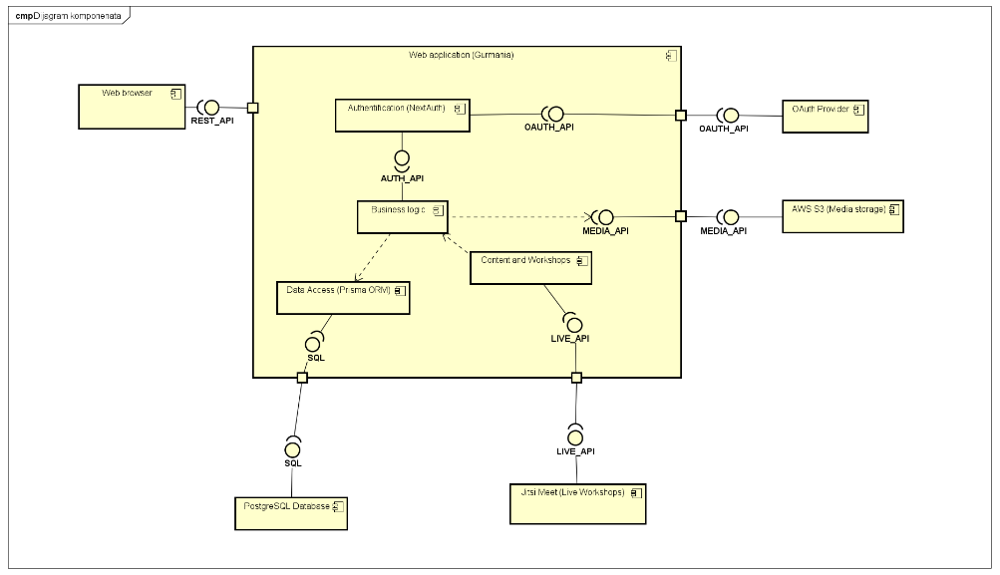 cmp Dijagram komponenata
Web application (Gurmania)
Web browser
REST_API
Authentification (NextAuth)
OAUTH_API
OAUTH_API
OAuth Provider
AUTH_API
Business logic
MEDIA_API
MEDIA_API
AWS S3 (Media storage)
Content and Workshops
Data Access (Prisma ORM)
LIVE_API
SQL
LIVE_API
SQL
Jitsi Meet (Live Workshops)
PostgreSQL Database